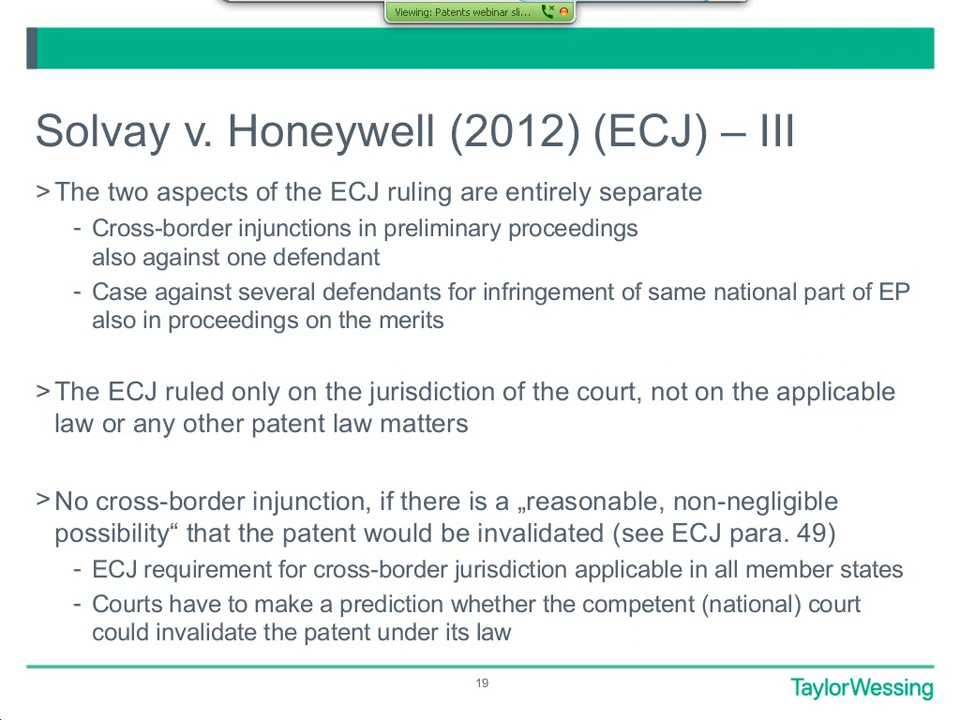 Viewing: Patents webinar sli...
Solvay v. Honeywell (2012) (ECJ) – III
> The two aspects of the ECJ ruling are entirely separate
- Cross-border injunctions in preliminary proceedings
also against one defendant
- Case against several defendants for infringement of same national part of EP
also in proceedings on the merits
> The ECJ ruled only on the jurisdiction of the court, not on the applicable
law or any other patent law matters
> No cross-border injunction, if there is a „reasonable, non-negligible
possibility“ that the patent would be invalidated (see ECJ para. 49)
- ECJ requirement for cross-border jurisdiction applicable in all member states
- Courts have to make a prediction whether the competent (national) court
could invalidate the patent under its law
19
TaylorWessing